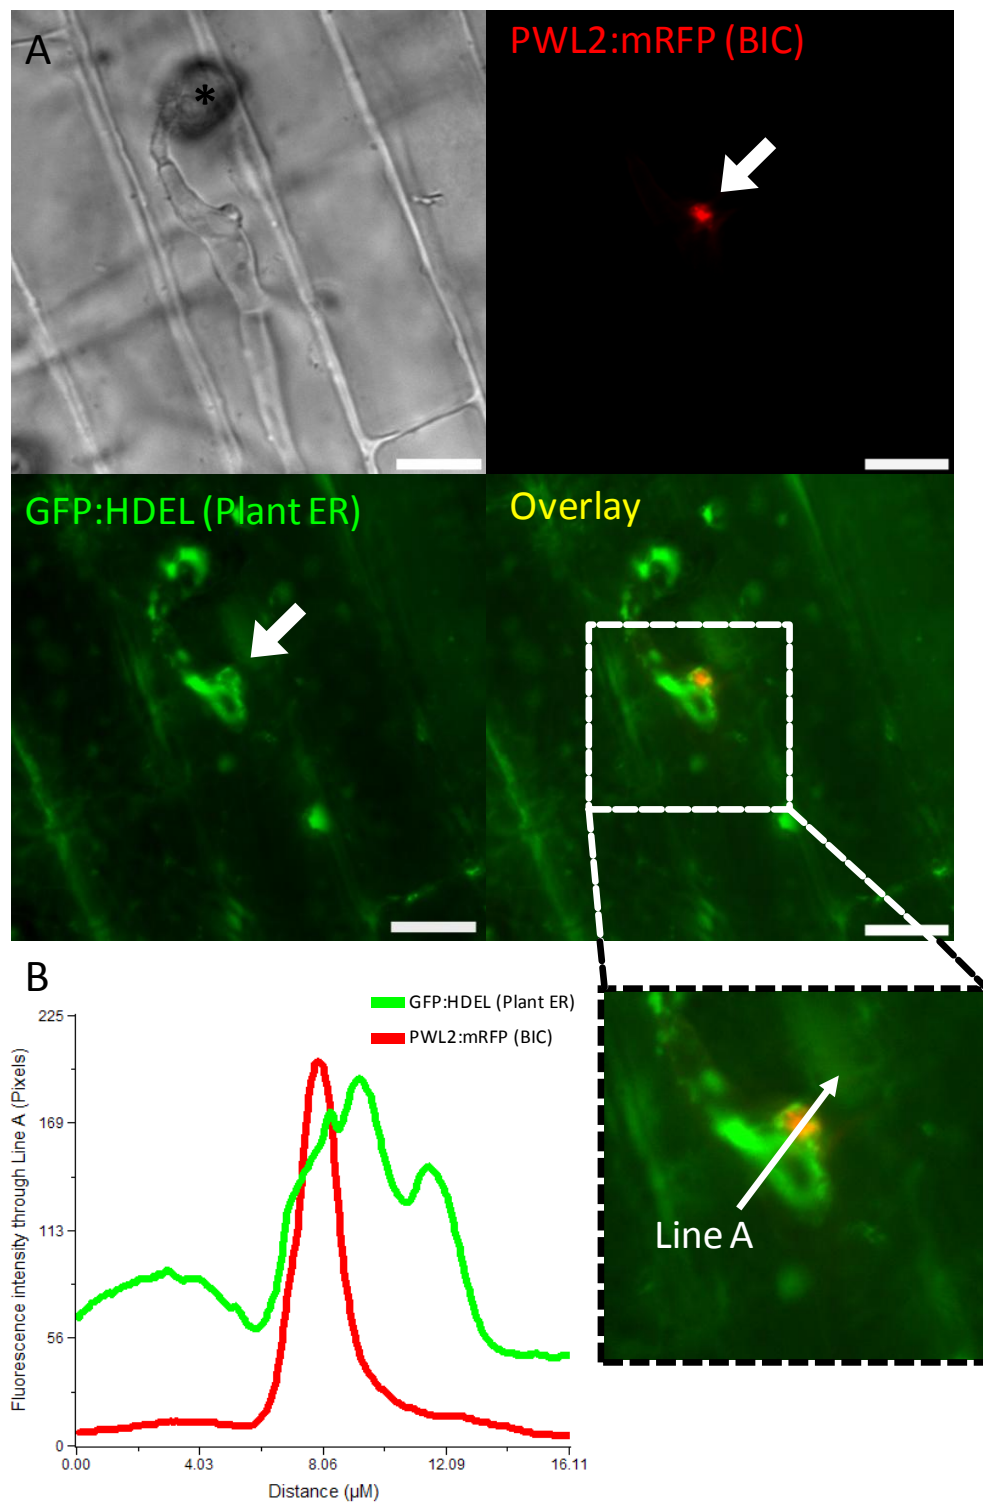 A
*
PWL2:mRFP (BIC)
GFP:HDEL (Plant ER)
Overlay
Line A
B
GFP:HDEL (Plant ER)
PWL2:mRFP (BIC)
Fluorescence intensity through Line A (Pixels)
225
169
113
56
0
0.00 4.03 8.06 12.09 16.11
Distance (µM)